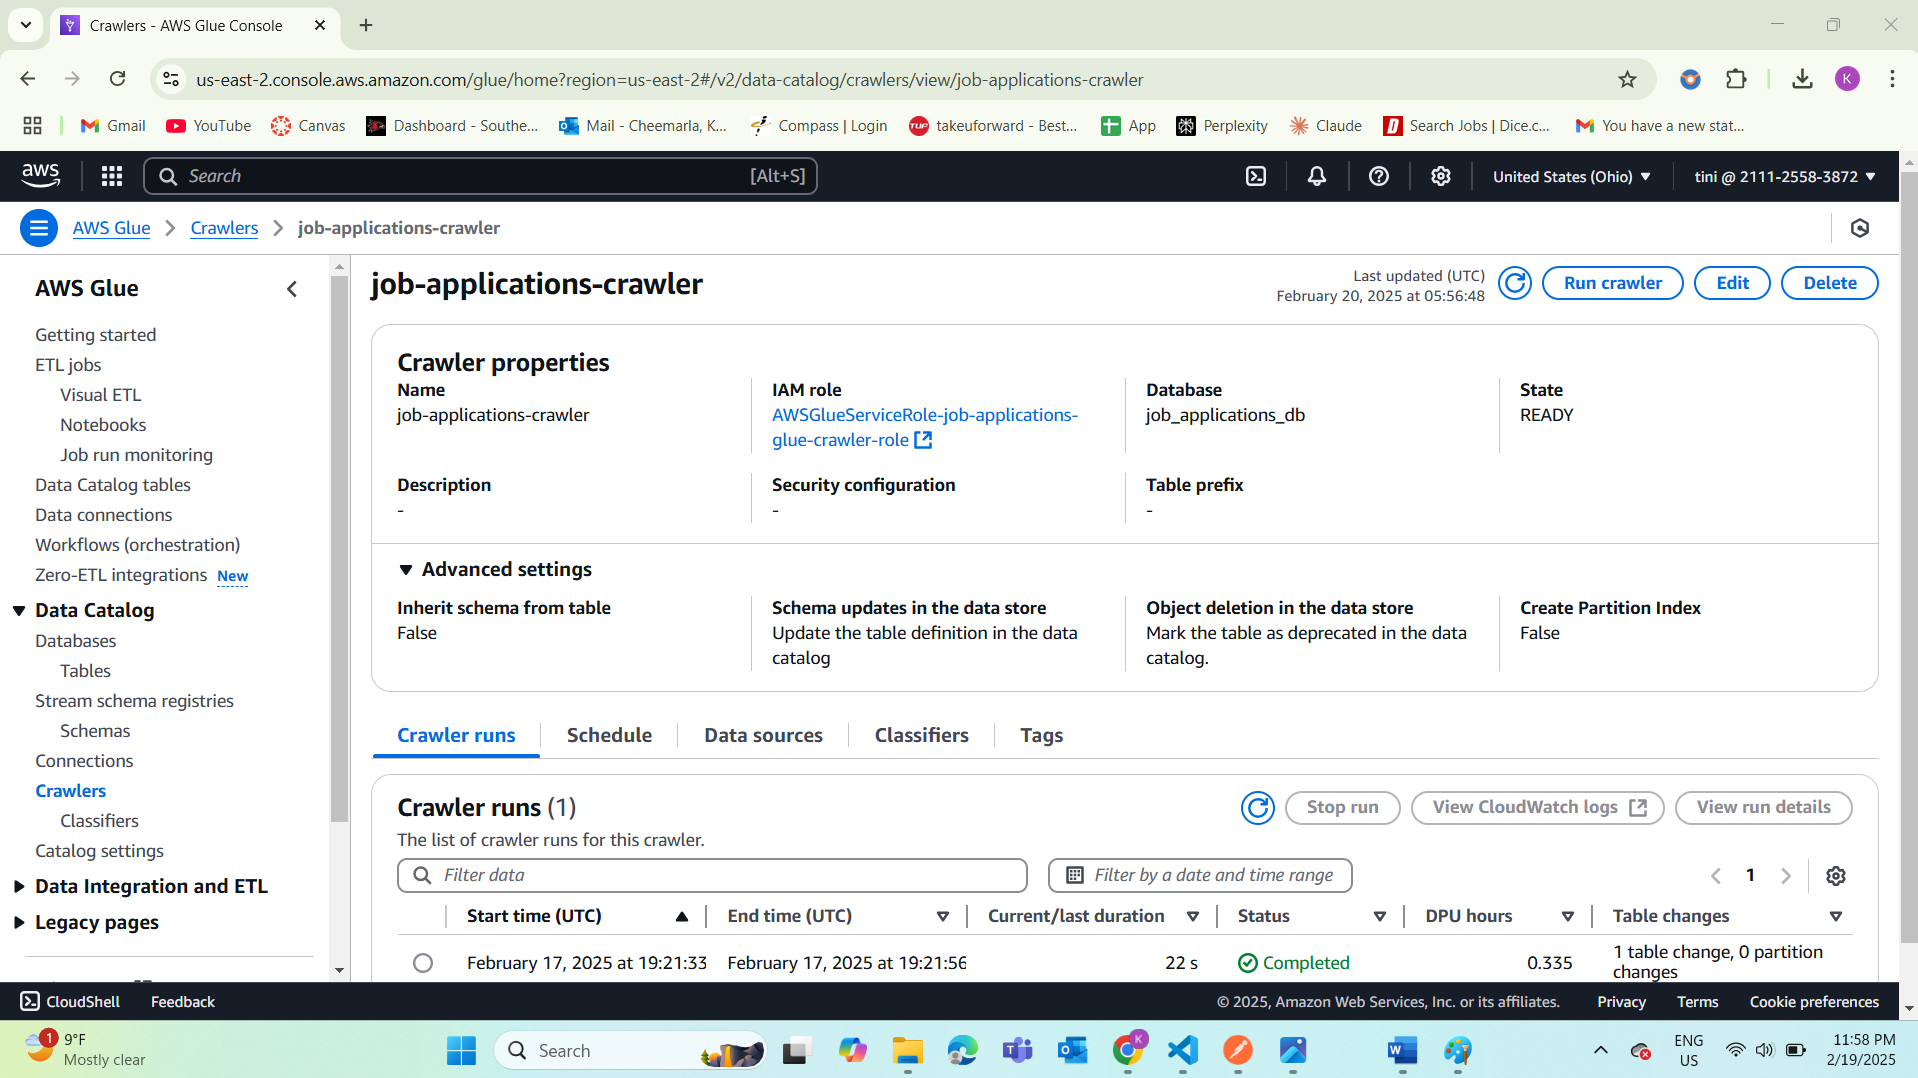 Crawlers - AWS Glue Console
us-east-2.console.aws.amazon.com/glue/home?region=us-east-2#/v2/data-catalog/crawlers/view/job-applications-crawler
K
Gmail
YouTube
Canvas
Dashboard - Southe...
Mail - Cheemarla, K...
Compass | Login
TUF takeuforward - Best...
App
Perplexity
Claude
D Search Jobs | Dice.c...
You have a new stat...
aws
Search
[Alt+S]
United States (Ohio)
tini @ 2111-2558-3872
AWS Glue
Crawlers
job-applications-crawler
AWS Glue
Getting started
ETL jobs
Visual ETL
Notebooks
Job run monitoring
Data Catalog tables
Data connections
Workflows (orchestration)
Zero-ETL integrations New
Data Catalog
Databases
Tables
Stream schema registries
Schemas
Connections
Crawlers
Classifiers
Catalog settings
Data Integration and ETL
Legacy pages
job-applications-crawler
Last updated (UTC)
February 20, 2025 at 05:56:48
Run crawler
Edit
Delete
Crawler properties
Name
job-applications-crawler
IAM role
AWSGlueServiceRole-job-applications-
glue-crawler-role
Database
job_applications_db
State
READY
Description
-
Security configuration
-
Table prefix
-
Advanced settings
Inherit schema from table
False
Schema updates in the data store
Update the table definition in the data
catalog
Object deletion in the data store
Mark the table as deprecated in the data
catalog.
Create Partition Index
False
Crawler runs
Schedule
Data sources
Classifiers
Tags
Crawler runs (1)
The list of crawler runs for this crawler.
Stop run
View CloudWatch logs
View run details
Filter data
Filter by a date and time range
1
Start time (UTC)
End time (UTC)
Current/last duration
Status
DPU hours
Table changes
February 17, 2025 at 19:21:33
February 17, 2025 at 19:21:56
22 s
Completed
0.335
1 table change, 0 partition
changes
CloudShell
Feedback
© 2025, Amazon Web Services, Inc. or its affiliates.
Privacy
Terms
Cookie preferences
1
9°F
Mostly clear
Search
K
ENG
US
11:58 PM
2/19/2025